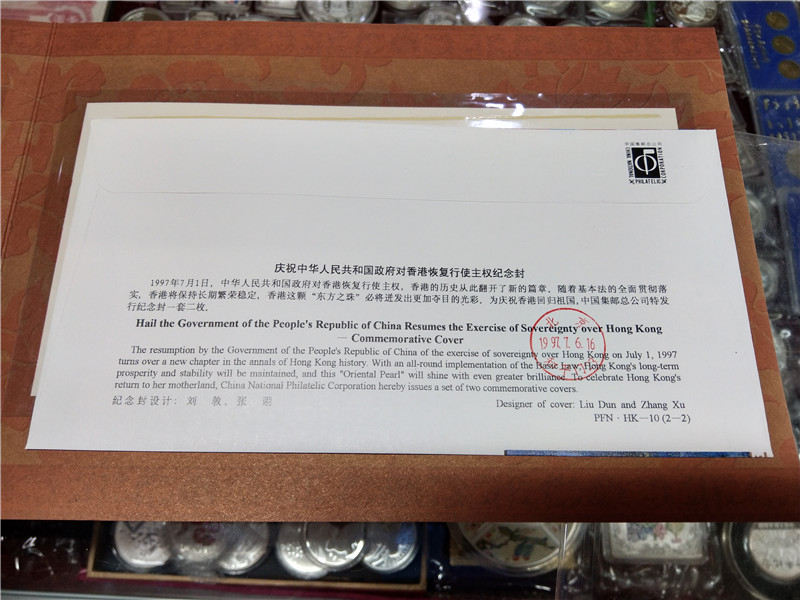 中国集邮总公司
CHINA NATIONAL
PHILATELIC
CORPORATION
庆祝中华人民共和国政府对香港恢复行使主权纪念封
1997年7月1日，中华人民共和国政府对香港恢复行使主权，香港的历史从此翻开了新的篇章，随着基本法的全面贯彻落
实，香港将保持长期繁荣稳定，香港这颗“东方之珠”必将迸发出更加夺目的光彩，为庆祝香港回归祖国，中国集邮总公司特发
行纪念封一套二枚。
Hail the Government of the People's Republic of China Resumes the Exercise of Sovereignty over Hong Kong
— Commemorative Cover
The resumption by the Government of the People's Republic of China of the exercise of sovereignty over Hong Kong on July 1, 1997
turns over a new chapter in the annals of Hong Kong history. With an all-round implementation of the Basic Law, Hong Kong's long-term
prosperity and stability will be maintained, and this "Oriental Pearl" will shine with even greater brilliance. To celebrate Hong Kong's
return to her motherland, China National Philatelic Corporation hereby issues a set of two commemorative covers.
纪念封设计：刘 敦、张
Designer of cover: Liu Dun and Zhang Xu
PFN·HK—10 (2—2)
北 京
1997.7.6.16